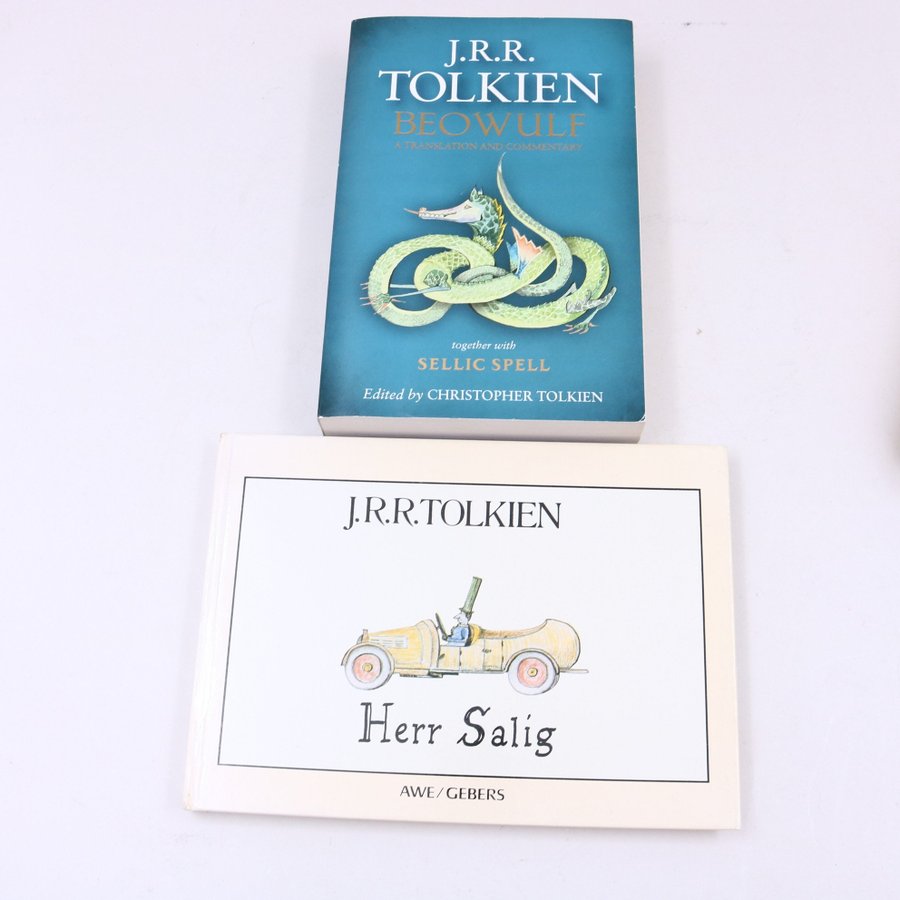 J.R.R.
TOLKIEN
BEOWULF
A TRANSLATION AND COMMENTARY
together with
SELLIC SPELL
Edited by CHRISTOPHER TOLKIEN
J.R.R.TOLKIEN
Herr Salig
AWE/GEBERS